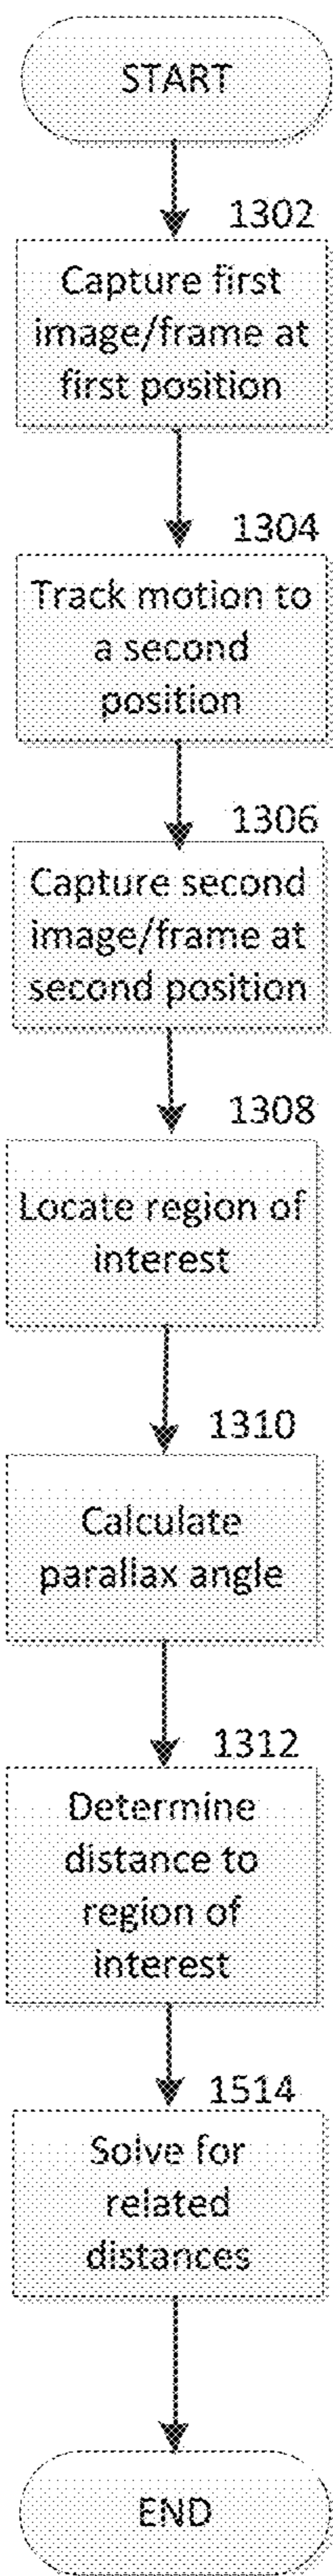 START
1302
Capture first
image/frame at
first position
1304
Track motion to
a second
position
1306
Capture second
image/frame at
second position
1308
Locate region of
interest
1310
Calculate
parallax angle
1312
Determine
distance to
region of
interest
1514
Solve for
related
distances
END